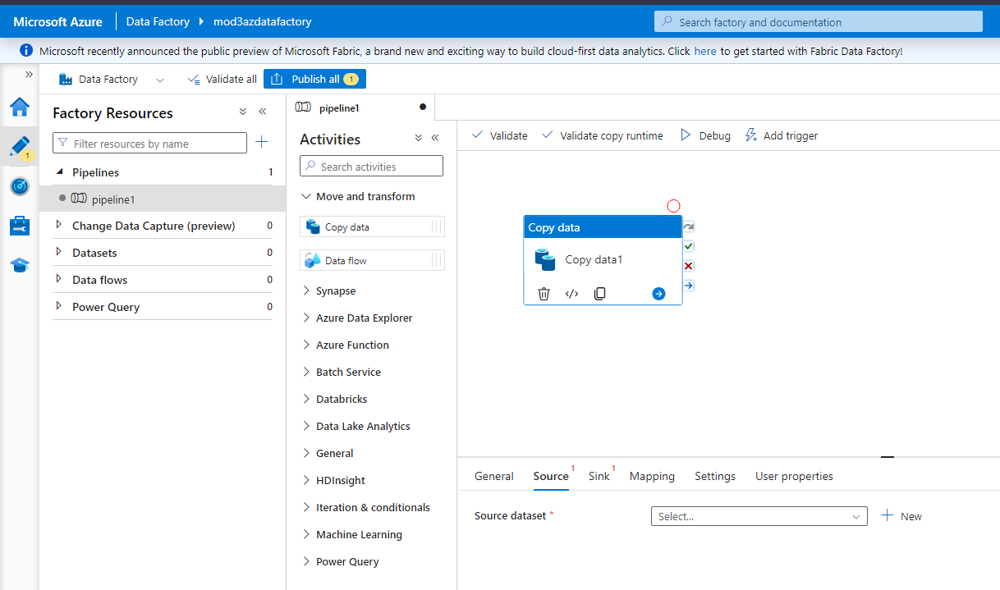 Microsoft Azure
Data Factory
mod3azdatafactory
Search factory and documentation
Microsoft recently announced the public preview of Microsoft Fabric, a brand new and exciting way to build cloud-first data analytics. Click here to get started with Fabric Data Factory!
Data Factory
Validate all
Publish all 1
1
Factory Resources
Filter resources by name
Pipelines 1
pipeline1
Change Data Capture (preview) 0
Datasets 0
Data flows 0
Power Query 0
pipeline1
Activities
Search activities
Move and transform
Copy data
Data flow
Synapse
Azure Data Explorer
Azure Function
Batch Service
Databricks
Data Lake Analytics
General
HDInsight
Iteration & conditionals
Machine Learning
Power Query
Validate
Validate copy runtime
Debug
Add trigger
Copy data
Copy data1
General
Source 1
Sink 1
Mapping
Settings
User properties
Source dataset *
Select...
New